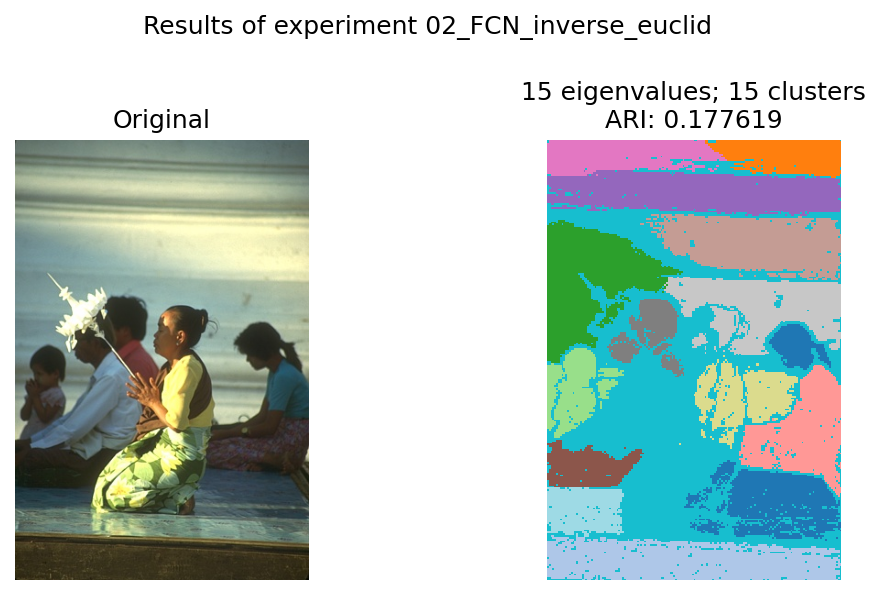 Results of experiment 02_FCN_inverse_euclid
Original
15 eigenvalues; 15 clusters
ARI: 0.177619